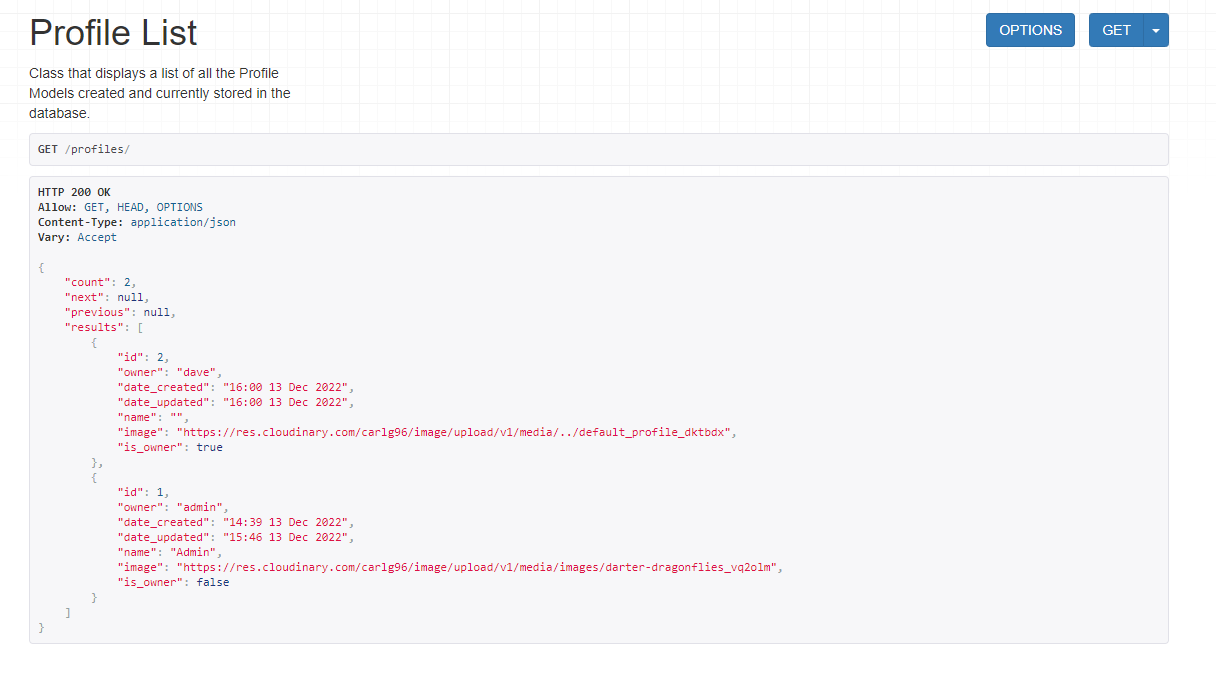 Profile List
OPTIONS
GET
Class that displays a list of all the Profile
Models created and currently stored in the
database.
GET /profiles/
HTTP 200 OK
Allow: GET, HEAD, OPTIONS
Content-Type: application/json
Vary: Accept
{
    "count": 2,
    "next": null,
    "previous": null,
    "results": [
        {
            "id": 2,
            "owner": "dave",
            "date_created": "16:00 13 Dec 2022",
            "date_updated": "16:00 13 Dec 2022",
            "name": "",
            "image": "https://res.cloudinary.com/carlg96/image/upload/v1/media/../default_profile_dktbdx",
            "is_owner": true
        },
        {
            "id": 1,
            "owner": "admin",
            "date_created": "14:39 13 Dec 2022",
            "date_updated": "15:46 13 Dec 2022",
            "name": "Admin",
            "image": "https://res.cloudinary.com/carlg96/image/upload/v1/media/images/darter-dragonflies_vq2olm",
            "is_owner": false
        }
    ]
}